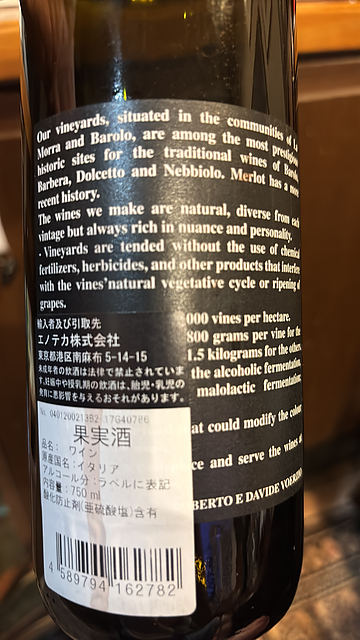 Our vineyards, situated in the communities of La
Morra and Barolo, are among the most prestigious
historic sites for the traditional wines of Barolo,
Barbera, Dolcetto and Nebbiolo. Merlot has a more
recent history.
The wines we make are natural, diverse from each
vintage but always rich in nuance and personality.
- Vineyards are tended without the use of chemical
fertilizers, herbicides, and other products that interfere
with the vines'natural vegetative cycle or ripening of
grapes.
000 vines per hectare.
800 grams per vine for the
1.5 kilograms for the others.
the alcoholic fermentation.
malolactic fermentation;
at could modify the colour
ce and serve the wines at
BERTO E DAVIDE VOERZIO
輸入者及び引取先
エノテカ株式会社
東京都港区南麻布 5-14-15
未成年者の飲酒は法律で禁止されていま
す。妊娠中や授乳期の飲酒は、胎児・乳児の
発育に悪影響を与えるおそれがあります。
No. 0401200213B2 17G40786
果実酒
品名: ワイン
原産国名:イタリア
アルコール分:ラベルに表記
内容量:750 ml
酸化防止剤(亜硫酸塩)含有
4 589794 162782